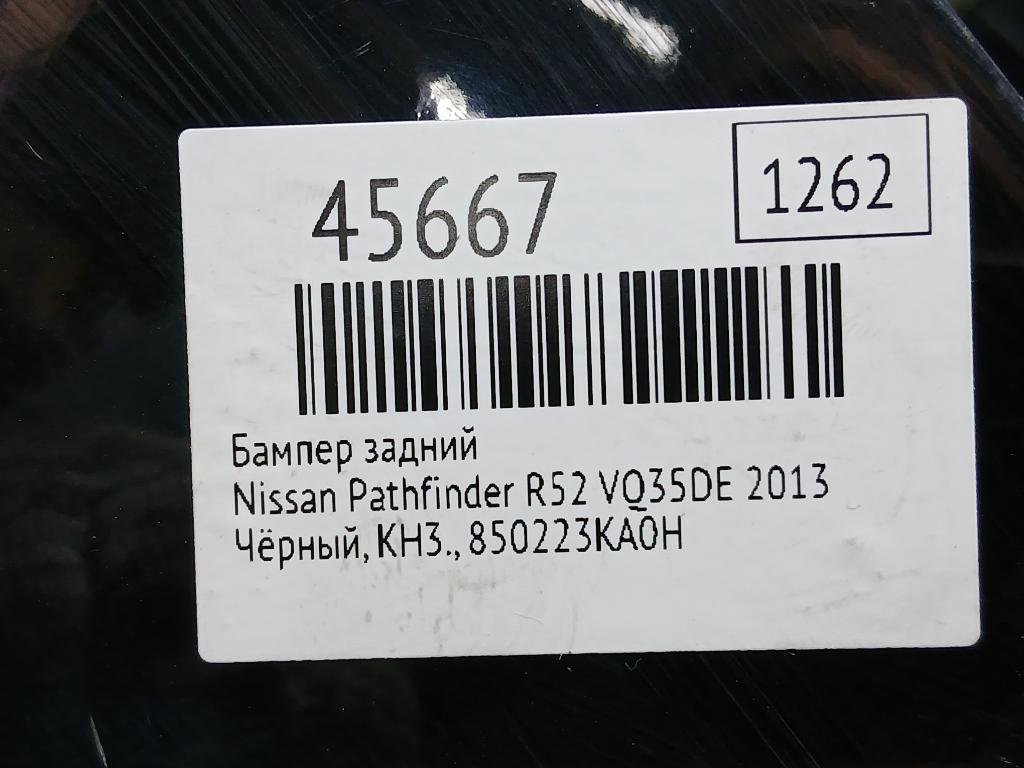 45667
1262
Бампер задний
Nissan Pathfinder R52 VQ35DE 2013
Чёрный, KH3., 850223KA0H